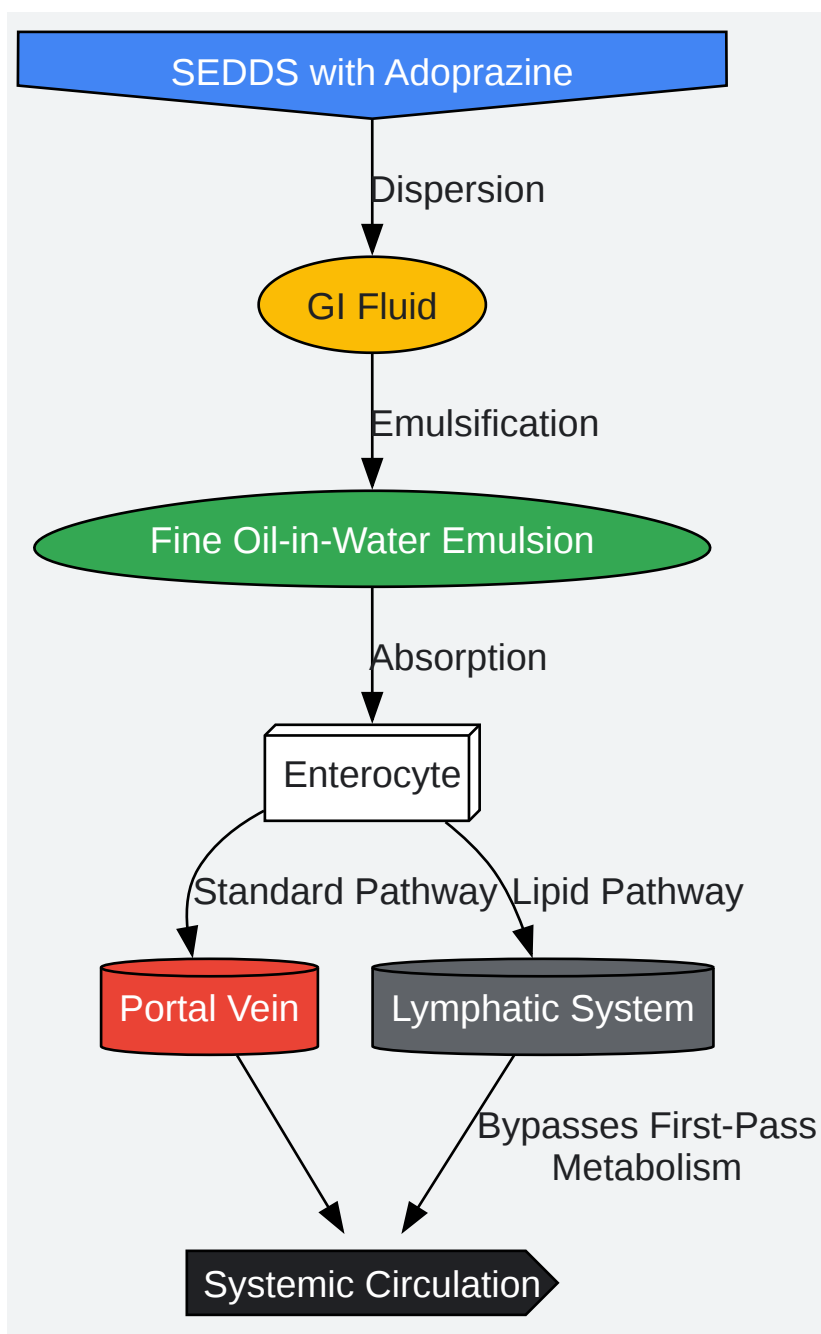 SEDDS with Adoprazine
Dispersion
GI Fluid
Emulsification
Fine Oil-in-Water Emulsion
Absorption
Enterocyte
Standard Pathway
Lipid Pathway
Portal Vein
Lymphatic System
Bypasses First-Pass
Metabolism
Systemic Circulation